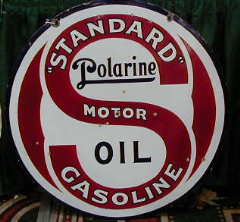 "STANDARD"
Polarine
MOTOR
OIL
GASOLINE